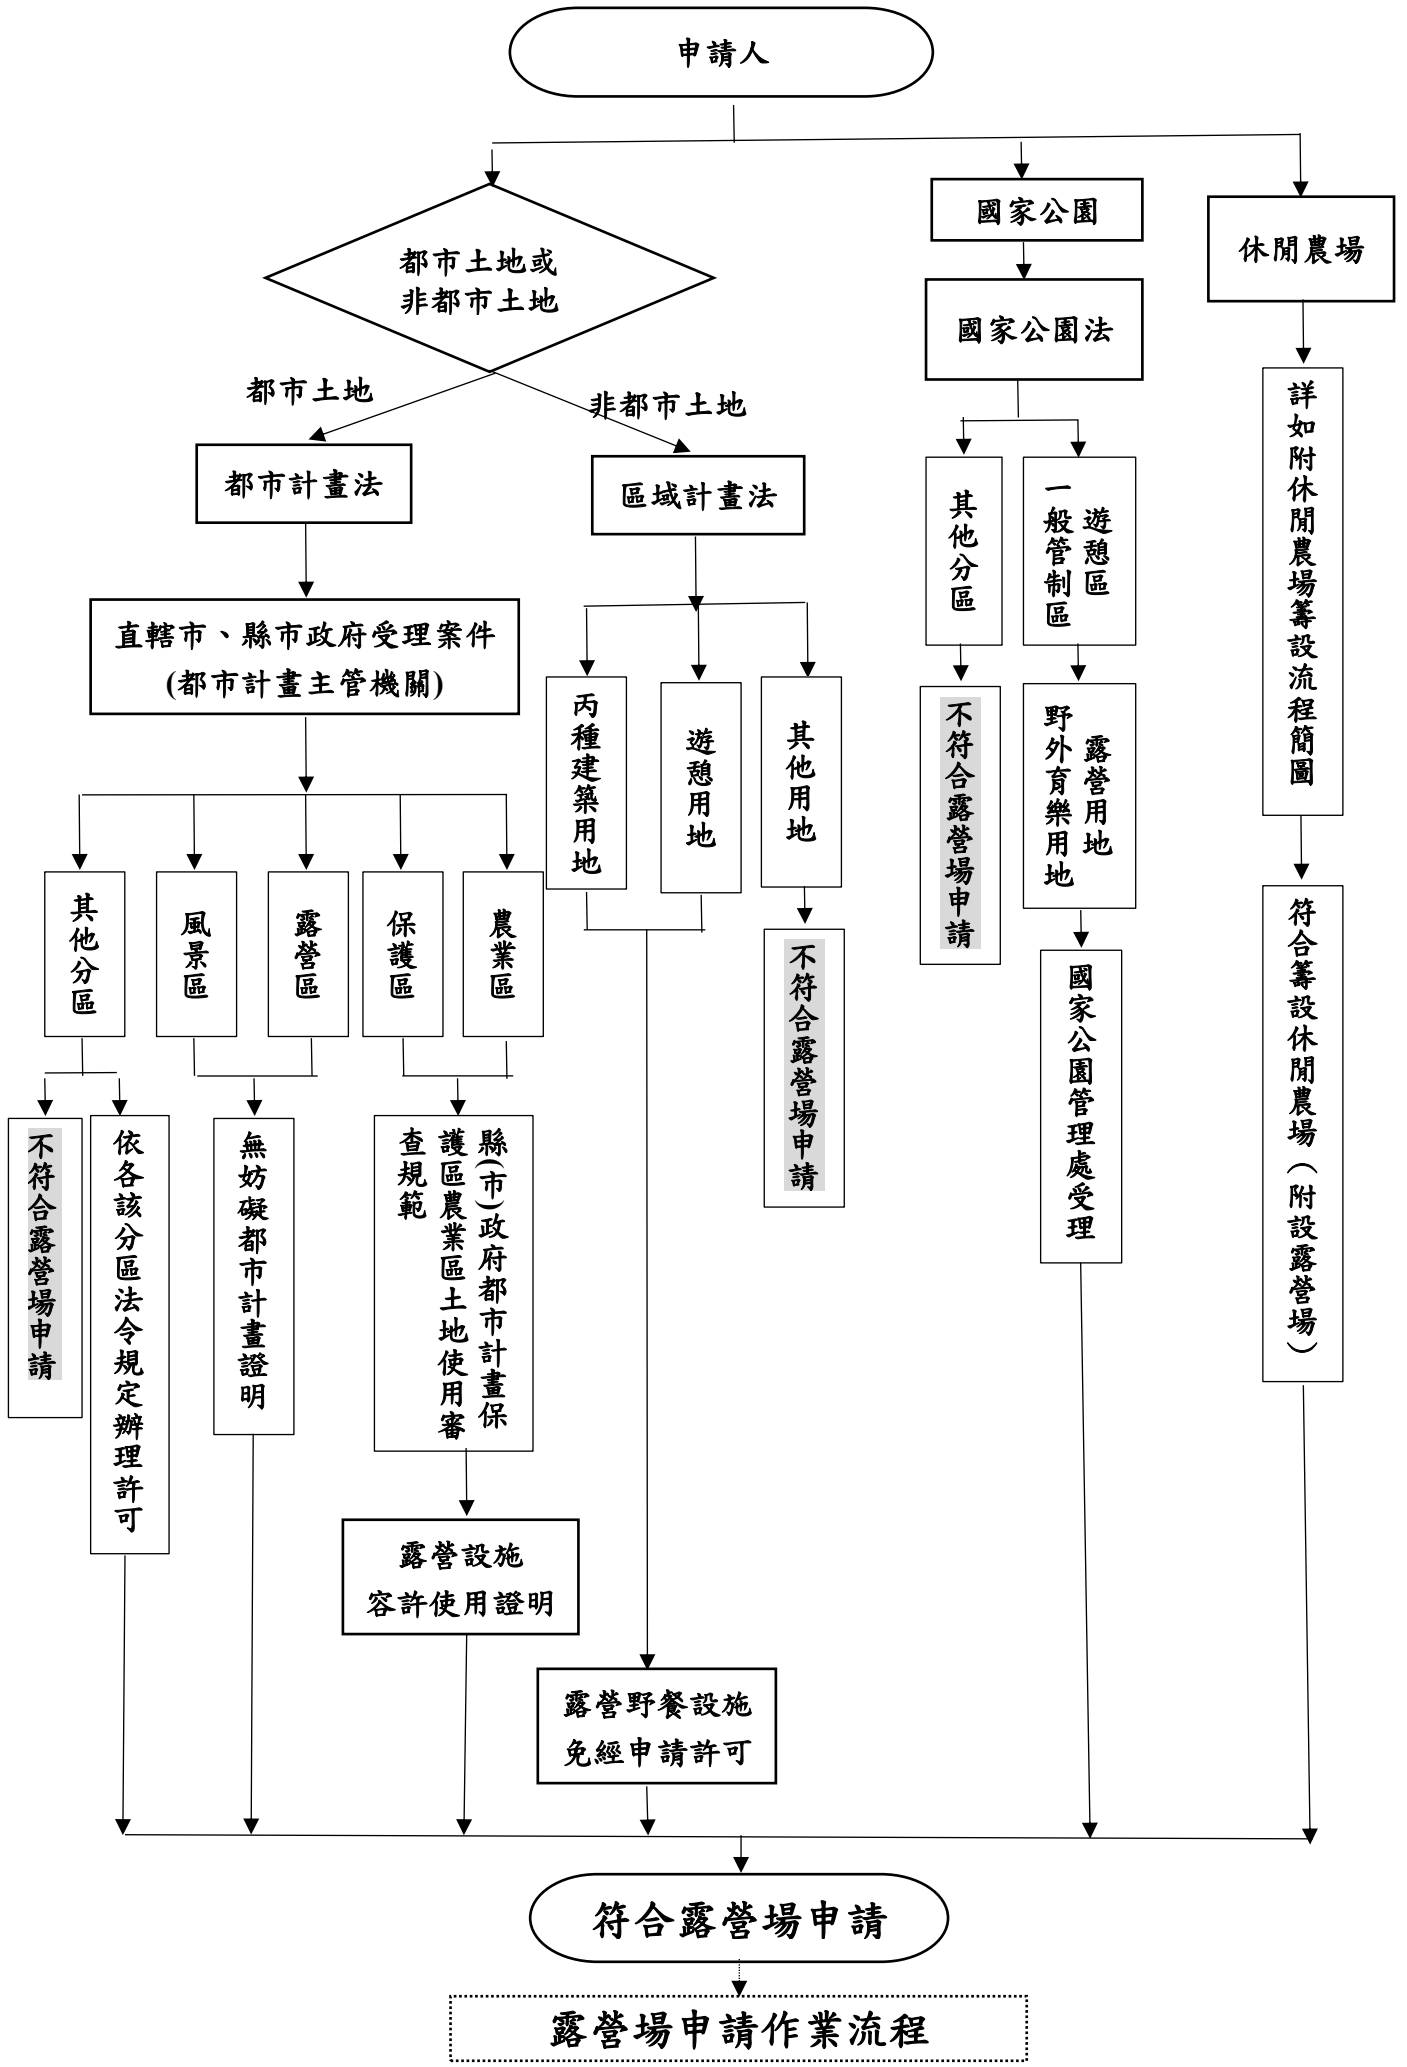 申請人
都市土地或
非都市土地
國家公園
休閒農場
國家公園法
都市土地
非都市土地
都市計畫法
區域計畫法
詳如附休閒農場籌設流程簡圖
其他分區
遊憩區
一般管制區
直轄市、縣市政府受理案件
(都市計畫主管機關)
丙種建築用地
遊憩用地
其他用地
不符合露營場申請
露營用地
野外育樂用地
其他分區
風景區
露營區
保護區
農業區
不符合露營場申請
國家公園管理處受理
符合籌設休閒農場（附設露營場）
不符合露營場申請
依各該分區法令規定辦理許可
無妨礙都市計畫證明
縣(市)政府都市計畫保
護區農業區土地使用審
查規範
露營設施
容許使用證明
露營野餐設施
免經申請許可
符合露營場申請
露營場申請作業流程